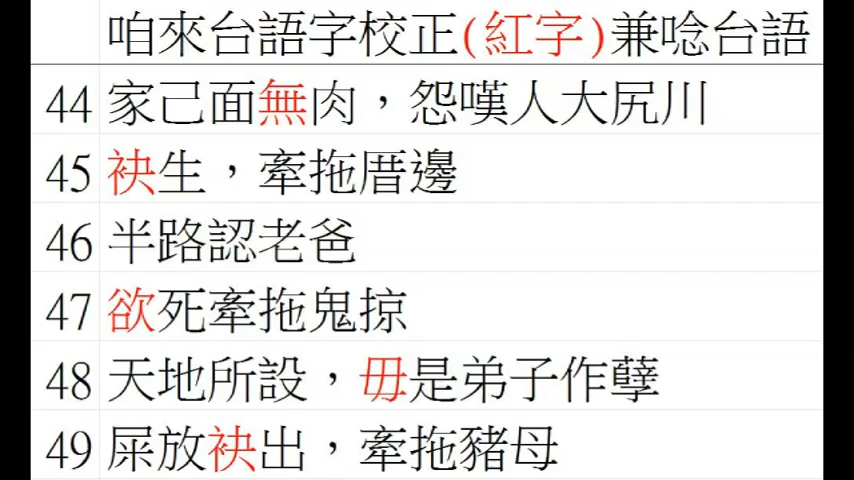 咱來台語字校正(紅字)兼唸台語
44 家己面無肉，怨嘆人大尻川
45 袂生，牽拖厝邊
46 半路認老爸
47 欲死牽拖鬼掠
48 天地所設，毋是弟子作孽
49 屎放袂出，牽拖豬母